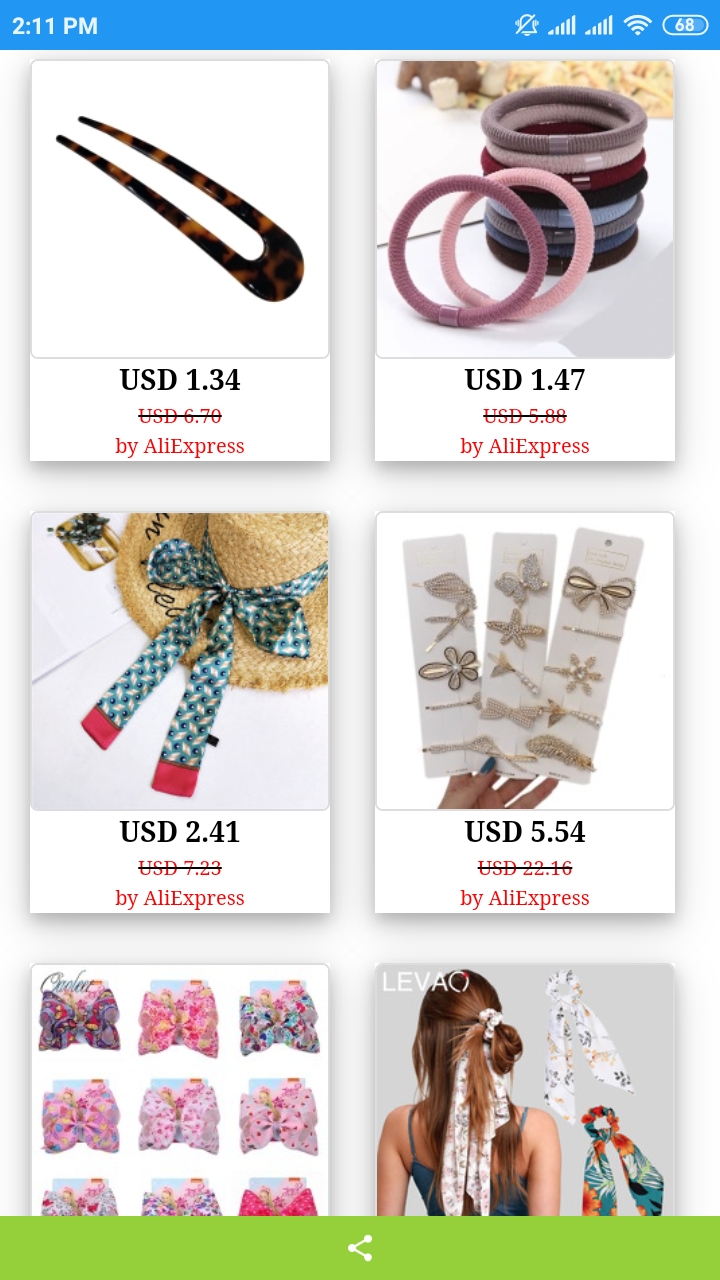 2:11 PM
68
USD 1.34
USD 6.70
by AliExpress
USD 1.47
USD 5.88
by AliExpress
USD 2.41
USD 7.23
by AliExpress
USD 5.54
USD 22.16
by AliExpress
LEVAO